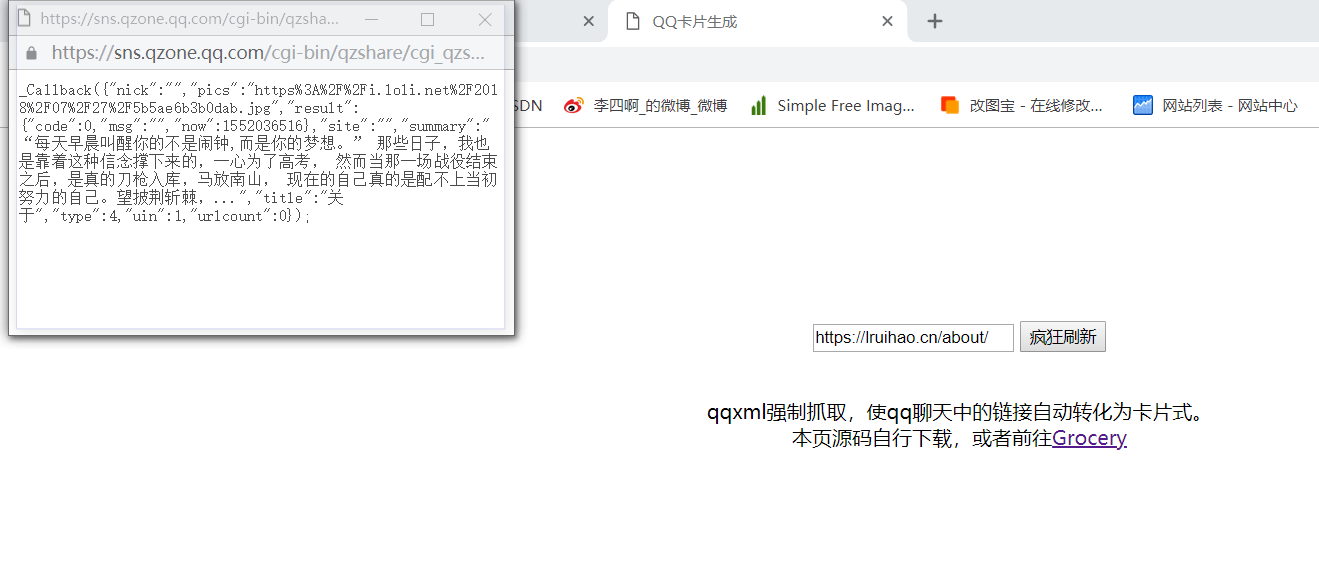 https://sns.qzone.qq.com/cgi-bin/qzsha...
https://sns.qzone.qq.com/cgi-bin/qzshare/cgi_qzs...
_Callback({"nick":"","pics":"https%3A%2F%2Fi.loli.net%2F201
8%2F07%2F27%2F5b5ae6b3b0dab.jpg","result":
{"code":0,"msg":"","now":1552036516},"site":"","summary":"
“每天早晨叫醒你的不是闹钟,而是你的梦想。” 那些日子，我也
是靠着这种信念撑下来的，一心为了高考， 然而当那一场战役结束
之后，是真的刀枪入库，马放南山， 现在的自己真的是配不上当初
努力的自己。望披荆斩棘，...","title":"关
于","type":4,"uin":1,"urlcount":0});
QQ卡片生成
SDN
李四啊_的微博_微博
Simple Free Imag...
改图宝 - 在线修改...
网站列表 - 网站中心
https://lruihao.cn/about/
疯狂刷新
qqxml强制抓取，使qq聊天中的链接自动转化为卡片式。
本页源码自行下载，或者前往Grocery